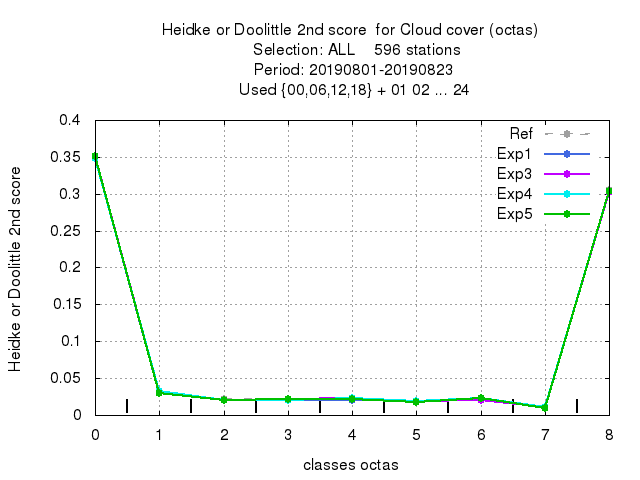 Heidke or Doolittle 2nd score  for Cloud cover (octas)
Selection: ALL    596 stations
Period: 20190801-20190823
Used {00,06,12,18} + 01 02 ... 24
Heidke or Doolittle 2nd score
0.4
0.35
0.3
0.25
0.2
0.15
0.1
0.05
0
Ref
Exp1
Exp3
Exp4
Exp5
0 1 2 3 4 5 6 7 8
classes octas